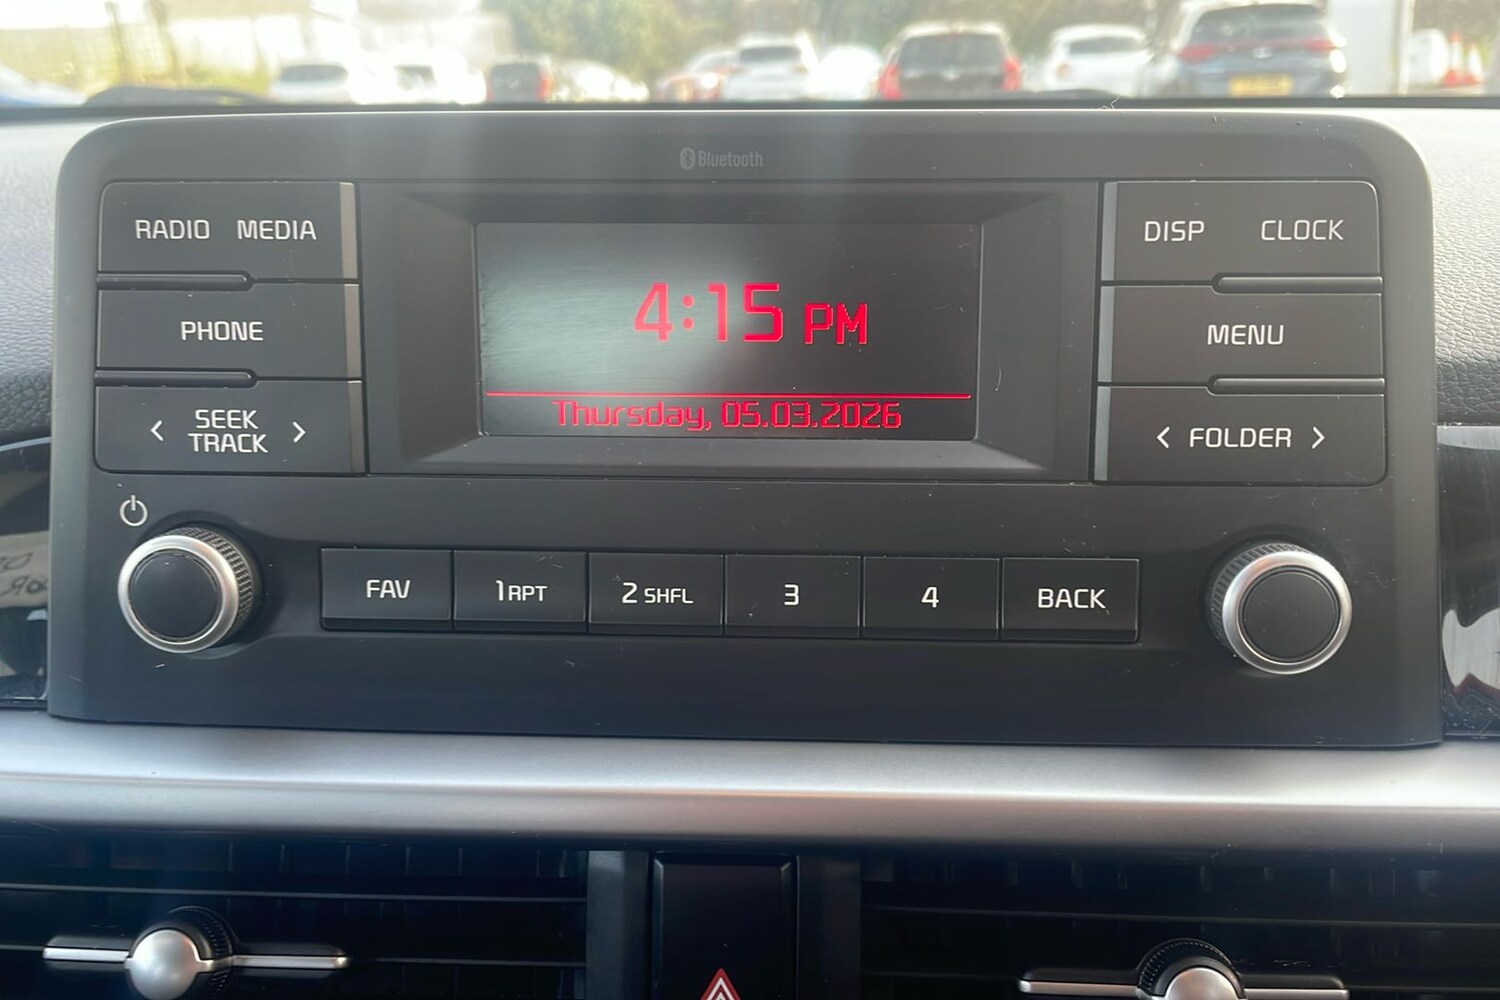 Bluetooth
RADIO MEDIA
PHONE
< SEEK TRACK >
4:15 PM
Thursday, 05.03.2026
DISP CLOCK
MENU
< FOLDER >
FAV 1 RPT 2 SHFL 3 4 BACK